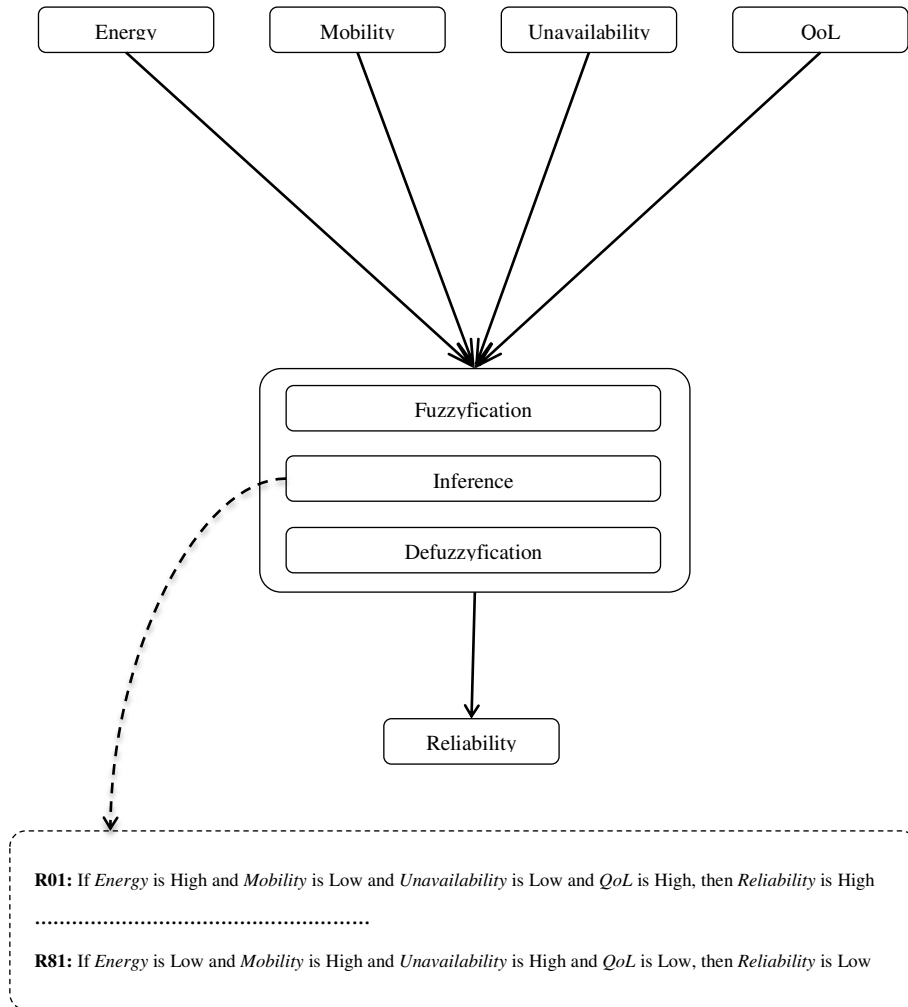 Energy
Mobility
Unavailability
QoL
Fuzzyfication
Inference
Defuzzyfication
Reliability
R01: If Energy is High and Mobility is Low and Unavailability is Low and QoL is High, then Reliability is High
......................................................
R81: If Energy is Low and Mobility is High and Unavailability is High and QoL is Low, then Reliability is Low